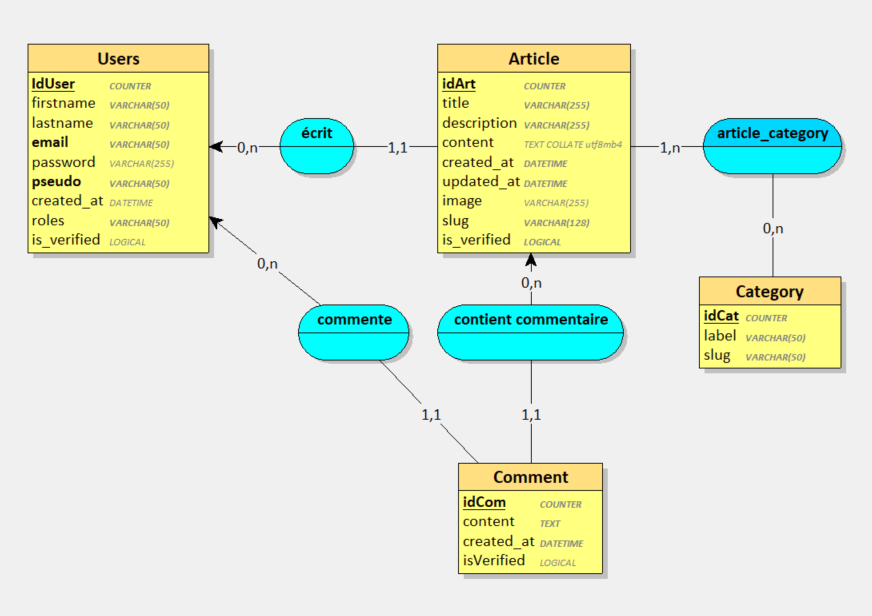 Users
IdUser COUNTER
firstname VARCHAR(50)
lastname VARCHAR(50)
email VARCHAR(50)
password VARCHAR(255)
pseudo VARCHAR(50)
created_at DATETIME
roles VARCHAR(50)
is_verified LOGICAL
0,n
écrit
1,1
Article
idArt COUNTER
title VARCHAR(255)
description VARCHAR(255)
content TEXT COLLATE utf8mb4
created_at DATETIME
updated_at DATETIME
image VARCHAR(255)
slug VARCHAR(128)
is_verified LOGICAL
1,n
article_category
0,n
Category
idCat COUNTER
label VARCHAR(50)
slug VARCHAR(50)
0,n
commente
1,1
0,n
contient commentaire
1,1
Comment
idCom COUNTER
content TEXT
created_at DATETIME
isVerified LOGICAL